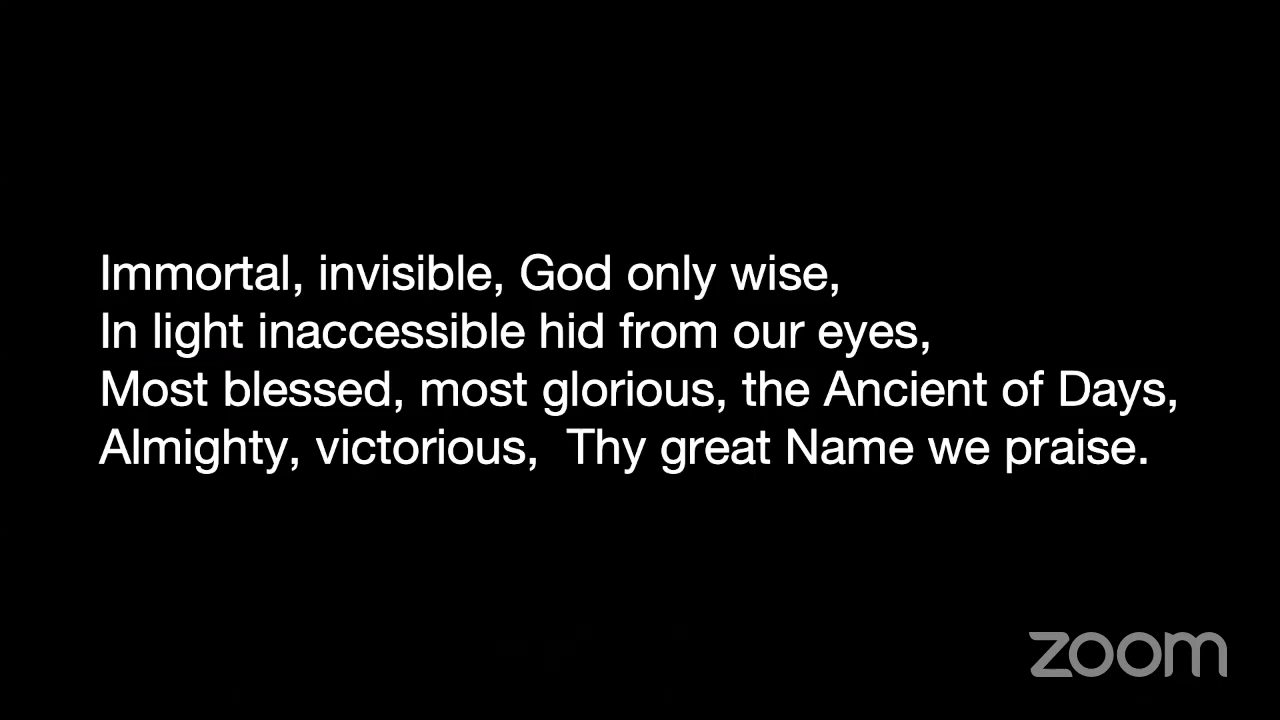 Immortal, invisible, God only wise,
In light inaccessible hid from our eyes,
Most blessed, most glorious, the Ancient of Days,
Almighty, victorious,  Thy great Name we praise.
zoom